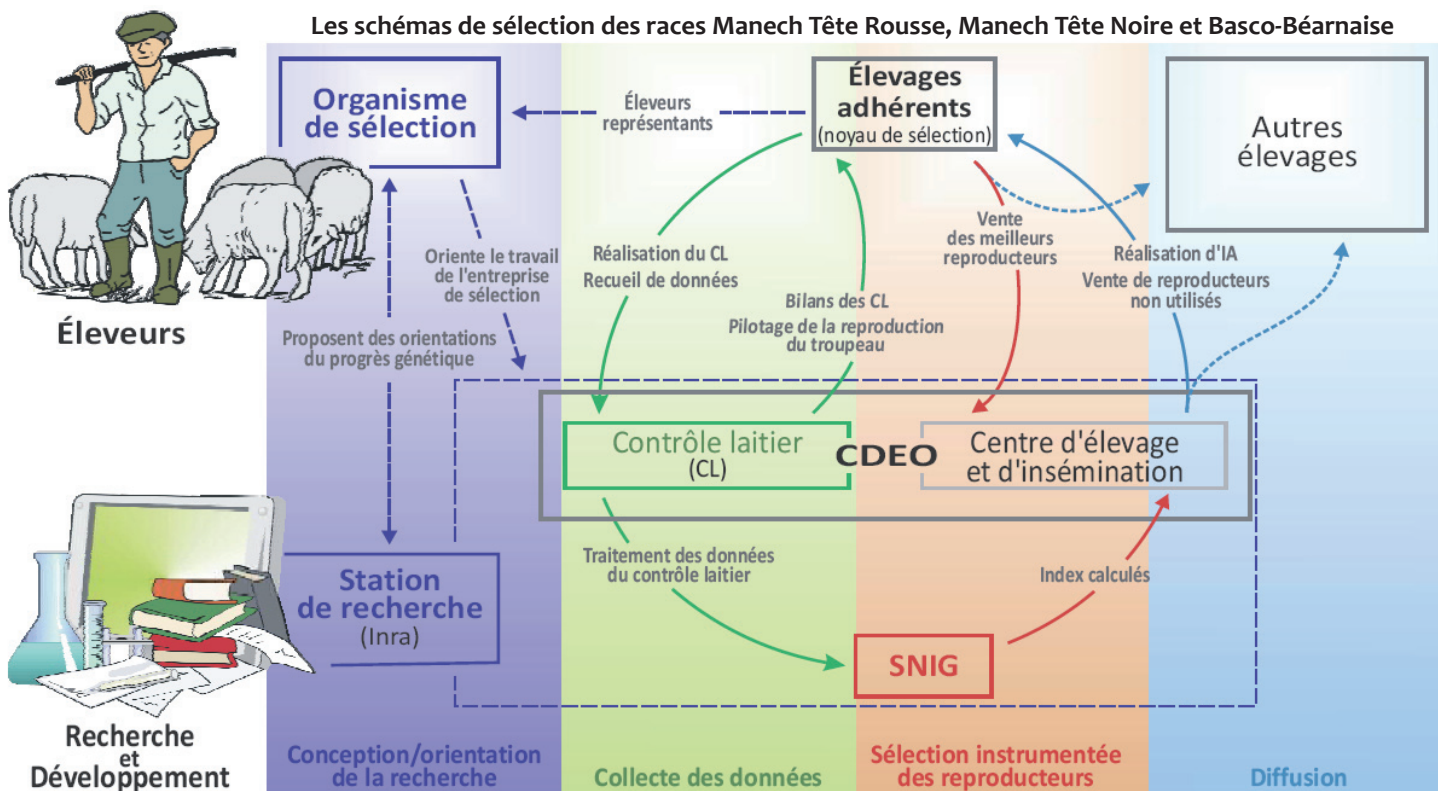 Les schémas de sélection des races Manech Tête Rousse, Manech Tête Noire et Basco-Béarnaise
Organisme
de sélection
Éleveurs
représentants
Élevages
adhérents
(noyau de sélection)
Autres
élevages
Éleveurs
Oriente le travail
de l'entreprise
de sélection
Proposent des orientations
du progrès génétique
Réalisation du CL
Recueil de données
Bilans des CL
Pilotage de la reproduction
du troupeau
Vente
des meilleurs
reproducteurs
Réalisation d'IA
Vente de reproducteurs
non utilisés
Contrôle laitier
(CL)
CDEO
Centre d'élevage
et d'insémination
Traitement des données
du contrôle laitier
Index calculés
Station
de recherche
(Inra)
SNIG
Recherche
et
Développement
Conception/orientation
de la recherche
Collecte des données
Sélection instrumentée
des reproducteurs
Diffusion